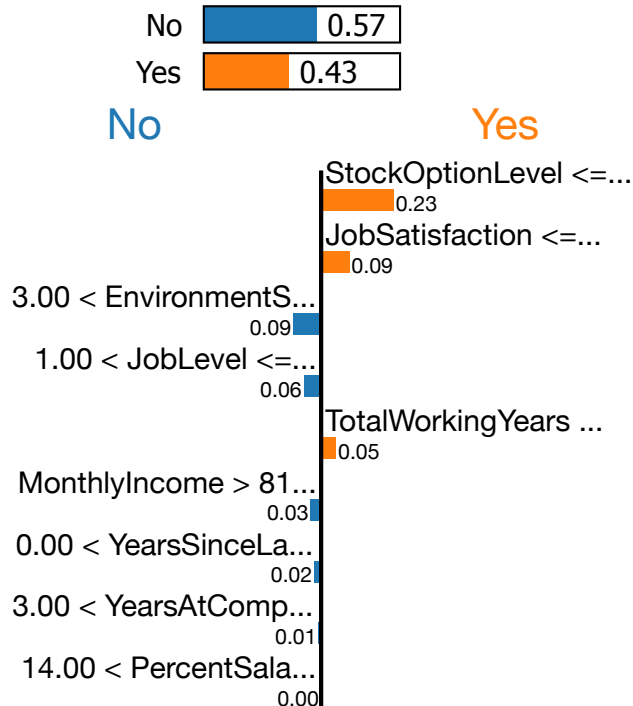 No 0.57
Yes 0.43
No Yes
StockOptionLevel <=...
0.23
JobSatisfaction <=...
0.09
3.00 < EnvironmentS...
0.09
1.00 < JobLevel <=...
0.06
TotalWorkingYears ...
0.05
MonthlyIncome > 81...
0.03
0.00 < YearsSinceLa...
0.02
3.00 < YearsAtComp...
0.01
14.00 < PercentSala...
0.00